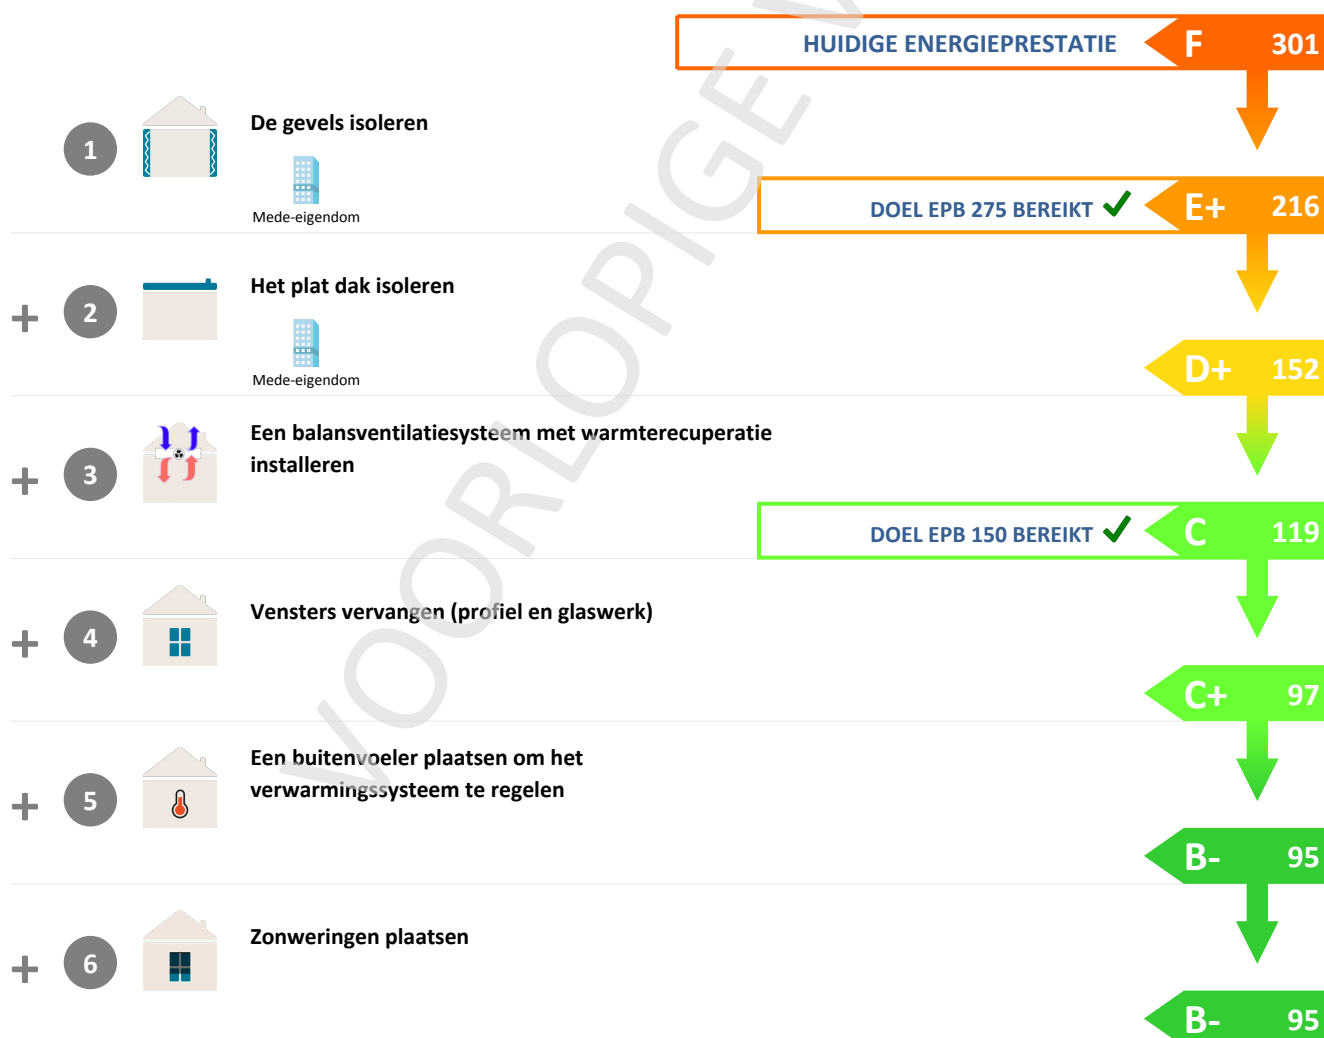 HUIDIGE ENERGIEPRESTATIE F 301
1 De gevels isoleren
Mede-eigendom
DOEL EPB 275 BEREIKT E+ 216
+ 2 Het plat dak isoleren
Mede-eigendom
D+ 152
+ 3 Een balansventilatiesysteem met warmterecuperatie
installeren
DOEL EPB 150 BEREIKT C 119
+ 4 Vensters vervangen (profiel en glaswerk)
C+ 97
+ 5 Een buitenvoeler plaatsen om het
verwarmingssysteem te regelen
B- 95
+ 6 Zonweringen plaatsen
B- 95
VOORLOPIGE V